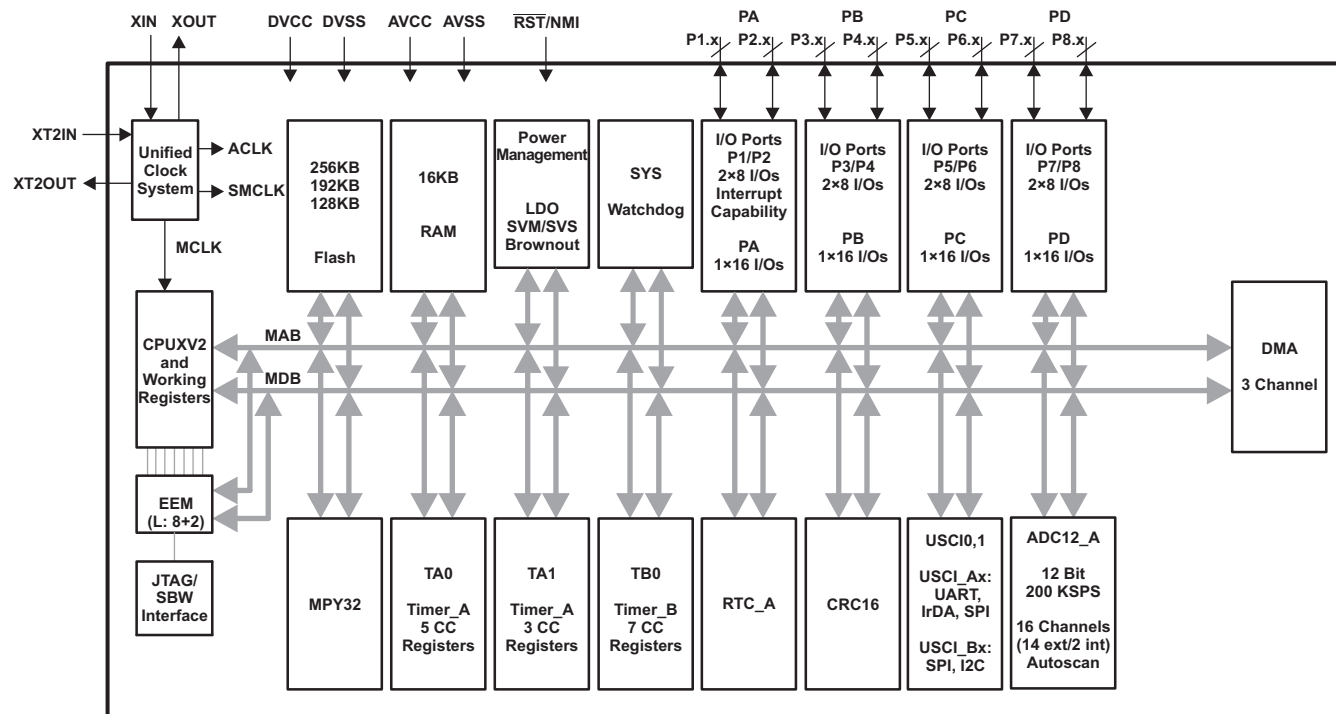 XIN XOUT DVCC DVSS AVCC AVSS RST/NMI PA PB PC PD
P1.x P2.x P3.x P4.x P5.x P6.x P7.x P8.x
XT2IN
XT2OUT
Unified
Clock
System
ACLK
SMCLK
MCLK
256KB
192KB
128KB
Flash
16KB
RAM
Power
Management
LDO
SVM/SVS
Brownout
SYS
Watchdog
I/O Ports
P1/P2
2×8 I/Os
Interrupt
Capability
PA
1×16 I/Os
I/O Ports
P3/P4
2×8 I/Os
PB
1×16 I/Os
I/O Ports
P5/P6
2×8 I/Os
PC
1×16 I/Os
I/O Ports
P7/P8
2×8 I/Os
PD
1×16 I/Os
CPUXV2
and
Working
Registers
MAB
MDB
DMA
3 Channel
EEM
(L: 8+2)
JTAG/
SBW
Interface
MPY32
TA0
Timer_A
5 CC
Registers
TA1
Timer_A
3 CC
Registers
TB0
Timer_B
7 CC
Registers
RTC_A
CRC16
USCI0,1
USCI_Ax:
UART,
IrDA, SPI
USCI_Bx:
SPI, I2C
ADC12_A
12 Bit
200 KSPS
16 Channels
(14 ext/2 int)
Autoscan